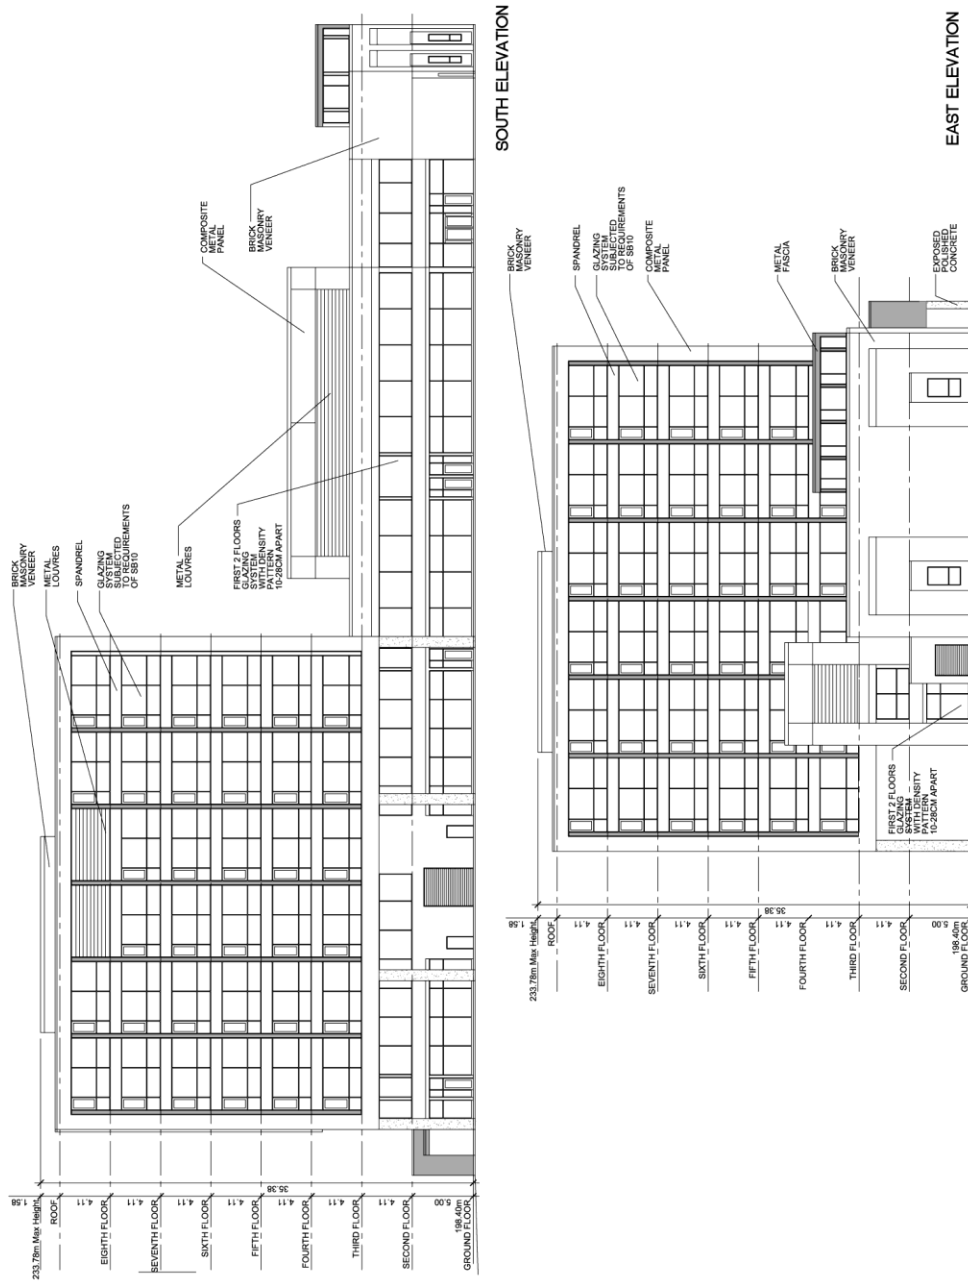 BRICK
MASONRY
VENEER
METAL
LOUVRES
SPANDREL
GLAZING
SYSTEM
SUBJECTED
TO REQUIREMENTS
OF SB10
METAL
LOUVRES
COMPOSITE
METAL
PANEL
BRICK
MASONRY
VENEER
FIRST 2 FLOORS
GLAZING
SYSTEM
WITH DENSITY
PATTERN
10-28CM APART
233.78m Max Height
1.58
ROOF
4.11
EIGHTH FLOOR
4.11
SEVENTH FLOOR
4.11
SIXTH FLOOR
4.11
FIFTH FLOOR
4.11
FOURTH FLOOR
4.11
THIRD FLOOR
4.11
SECOND FLOOR
5.00
198.40m
GROUND FLOOR
35.38
SOUTH ELEVATION
BRICK
MASONRY
VENEER
SPANDREL
GLAZING
SYSTEM
SUBJECTED
TO REQUIREMENTS
OF SB10
COMPOSITE
METAL
PANEL
METAL
FASCIA
BRICK
MASONRY
VENEER
EXPOSED
POLISHED
CONCRETE
FIRST 2 FLOORS
GLAZING
SYSTEM
WITH DENSITY
PATTERN
10-28CM APART
233.78m Max Height
1.58
ROOF
4.11
EIGHTH FLOOR
4.11
SEVENTH FLOOR
4.11
SIXTH FLOOR
4.11
FIFTH FLOOR
4.11
FOURTH FLOOR
4.11
THIRD FLOOR
4.11
SECOND FLOOR
5.00
198.40m
GROUND FLOOR
35.38
EAST ELEVATION